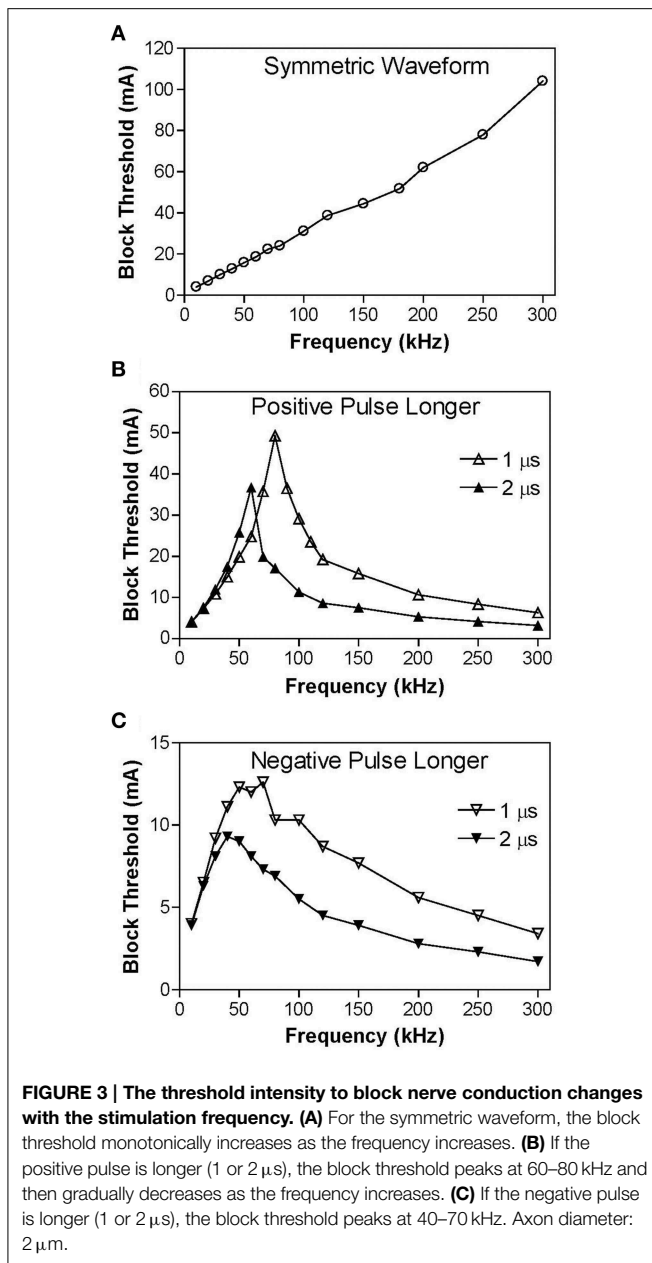 A
Symmetric Waveform
Block Threshold (mA)
120
100
80
60
40
20
0
0 50 100 150 200 250 300
Frequency (kHz)
B
Positive Pulse Longer
Block Threshold (mA)
60
50
40
30
20
10
0
1 μs
2 μs
0 50 100 150 200 250 300
Frequency (kHz)
C
Negative Pulse Longer
Block Threshold (mA)
15
10
5
0
1 μs
2 μs
0 50 100 150 200 250 300
Frequency (kHz)
FIGURE 3 | The threshold intensity to block nerve conduction changes
with the stimulation frequency. (A) For the symmetric waveform, the block
threshold monotonically increases as the frequency increases. (B) If the
positive pulse is longer (1 or 2 μs), the block threshold peaks at 60–80 kHz and
then gradually decreases as the frequency increases. (C) If the negative pulse
is longer (1 or 2 μs), the block threshold peaks at 40–70 kHz. Axon diameter:
2 μm.